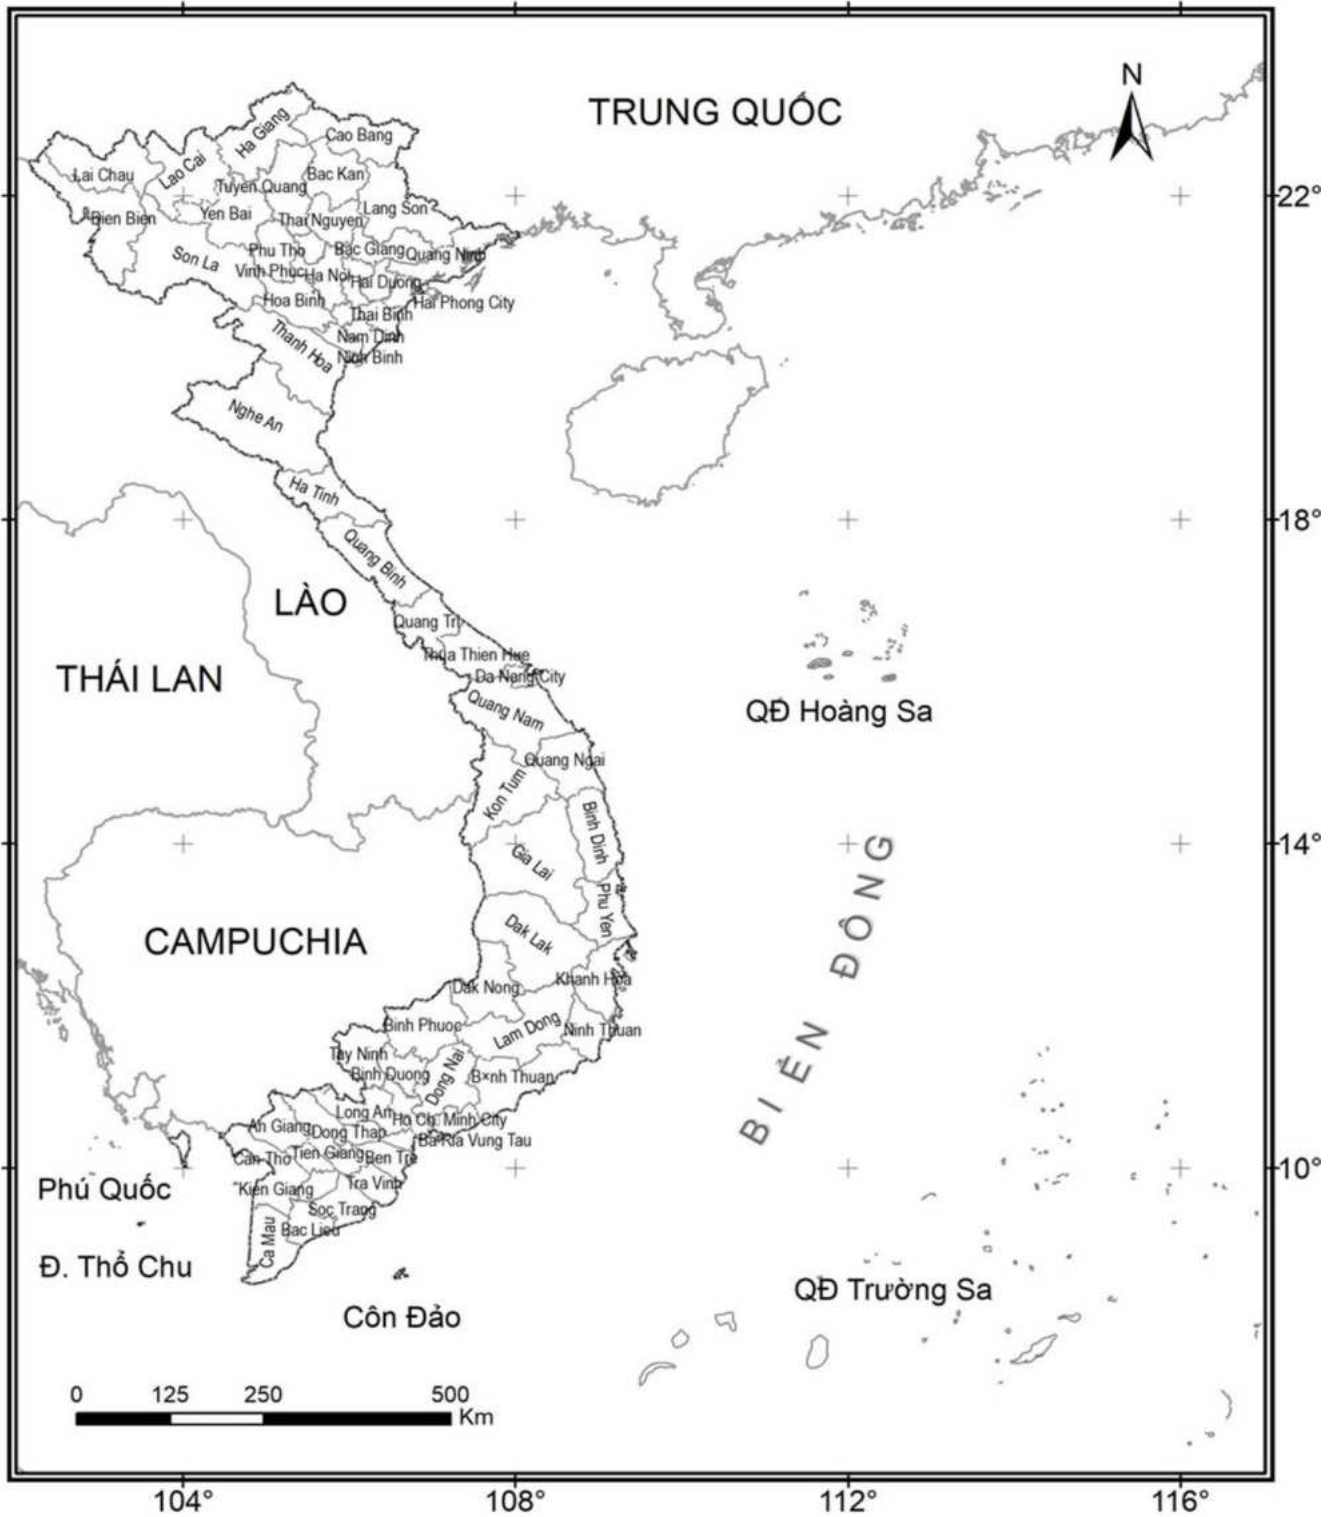 N
TRUNG QUỐC
Ha Giang
Cao Bang
Lai Chau
Lao Cai
Bac Kan
Tuyen Quang
22°
Dien Bien
Yen Bai
Thai Nguyen
Lang Son
Son La
Phu Tho
Bac Giang
Quang Ninh
Vinh Phuc
Ha Noi
Hai Duong
Hoa Binh
Hai Phong City
Thai Binh
Thanh Hoa
Nam Dinh
Ninh Binh
Nghe An
Ha Tinh
18°
Quang Binh
LÀO
Quang Tri
Thua Thien Hue
THÁI LAN
Da Nang City
Quang Nam
QĐ Hoàng Sa
Quang Ngai
Kon Tum
Binh Dinh
14°
Gia Lai
Phu Yen
CAMPUCHIA
Dak Lak
BIỂN ĐÔNG
Khanh Hoa
Dak Nong
Binh Phuoc
Lam Dong
Ninh Thuan
Tay Ninh
Binh Duong
Dong Nai
B×nh Thuan
Long An
Ho Chi Minh City
An Giang
Dong Thap
Ba Ria Vung Tau
Can Tho
Tien Giang
Ben Tre
10°
Phú Quốc
Kien Giang
Tra Vinh
Soc Trang
Ca Mau
Bac Lieu
Đ. Thổ Chu
QĐ Trường Sa
Côn Đảo
0 125 250 500
Km
104° 108° 112° 116°